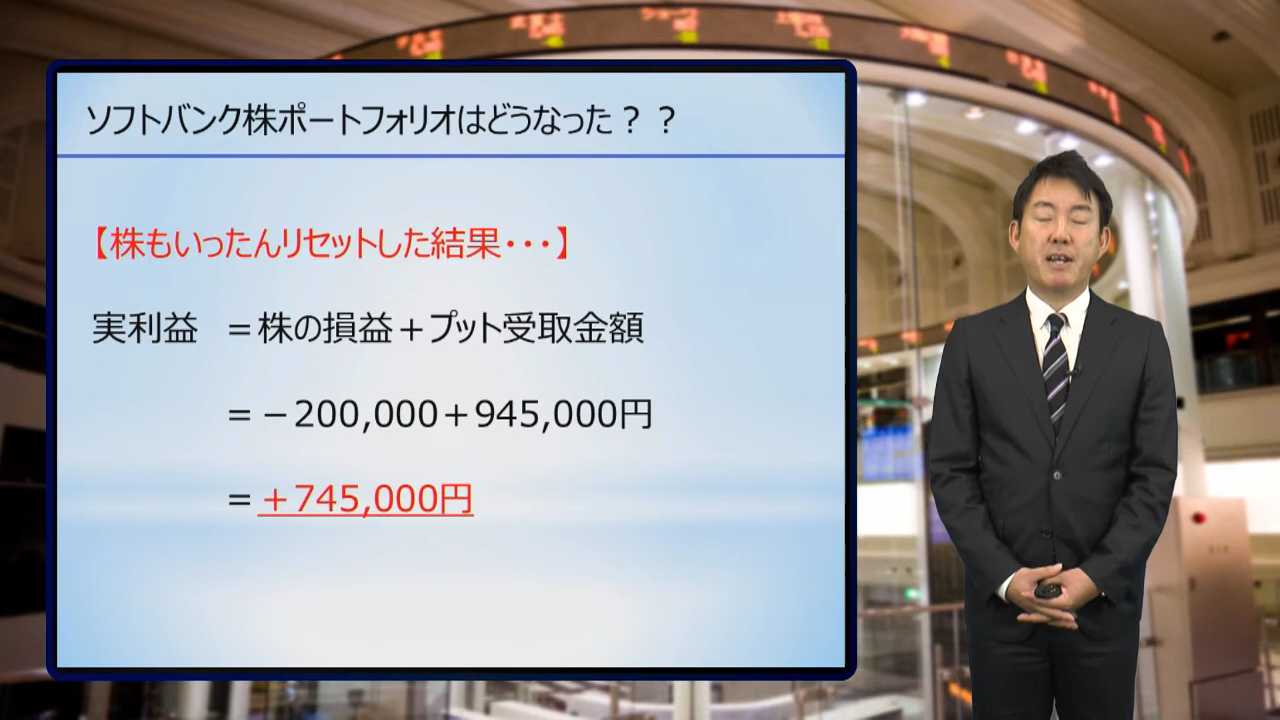 ソフトバンク株ポートフォリオはどうなった？？
【株もいったんリセットした結果・・・】
実利益　＝株の損益＋プット受取金額
＝－200,000＋945,000円
＝＋745,000円